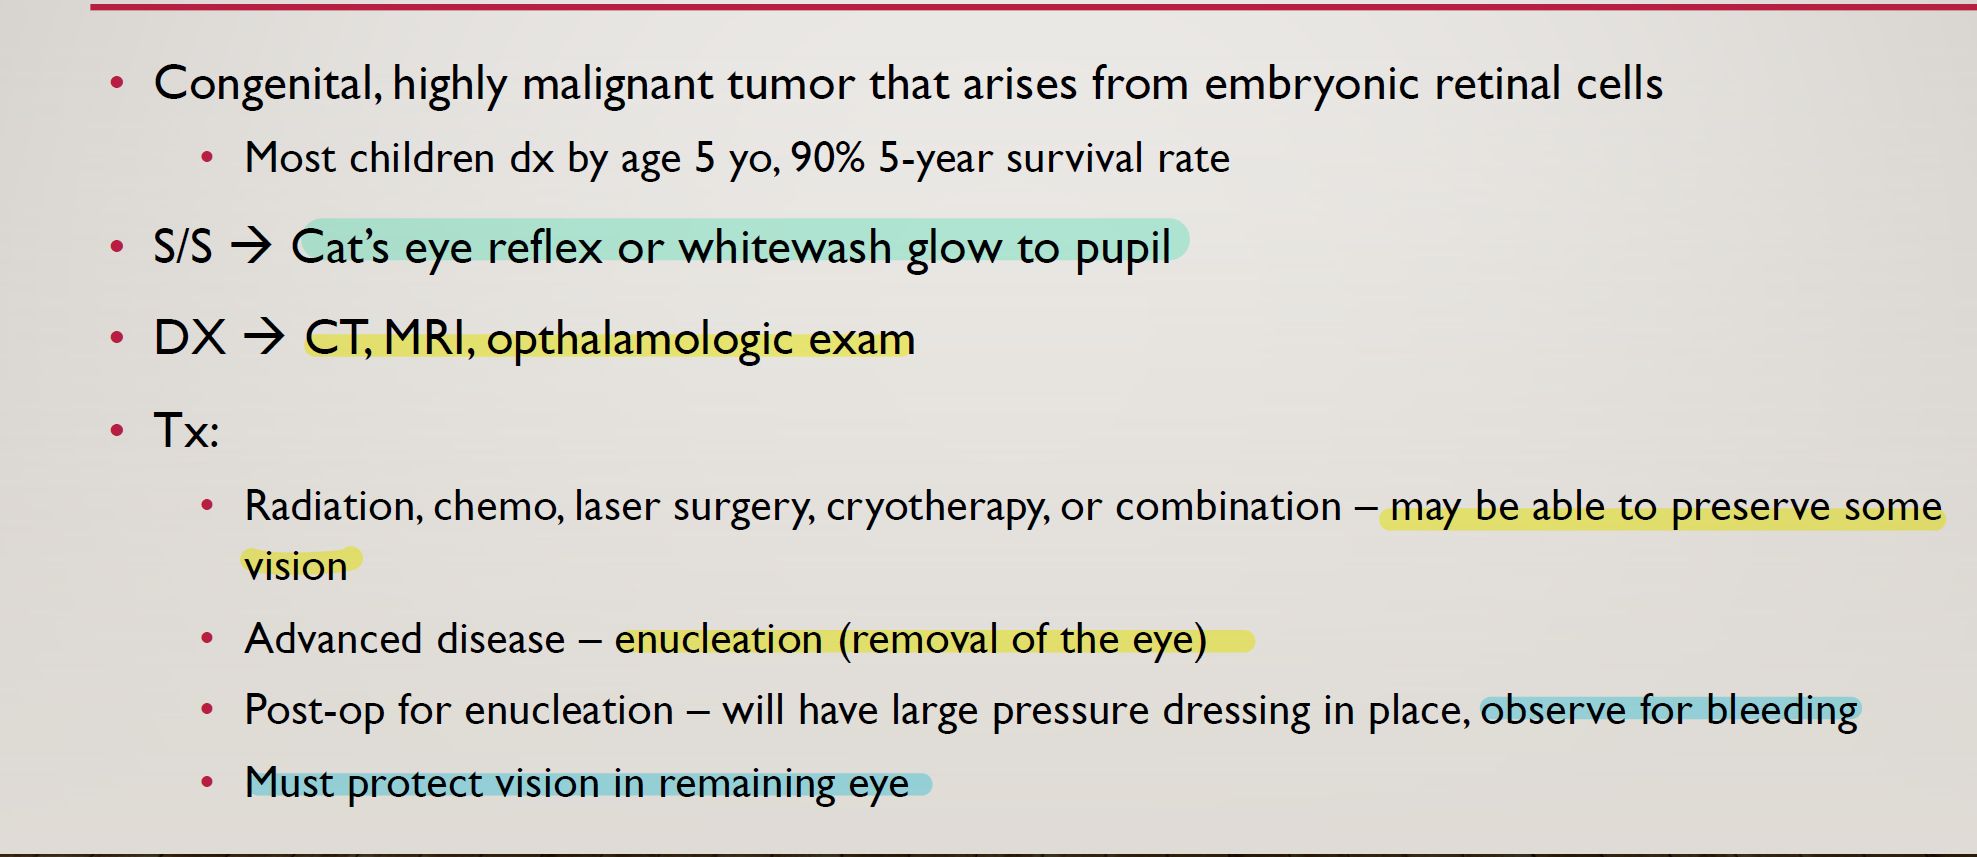 • Congenital, highly malignant tumor that arises from embryonic retinal cells
• Most children dx by age 5 yo, 90% 5-year survival rate
• S/S → Cat's eye reflex or whitewash glow to pupil
• DX → CT, MRI, opthalamologic exam
• Tx:
• Radiation, chemo, laser surgery, cryotherapy, or combination – may be able to preserve some
vision
• Advanced disease – enucleation (removal of the eye)
• Post-op for enucleation – will have large pressure dressing in place, observe for bleeding
• Must protect vision in remaining eye